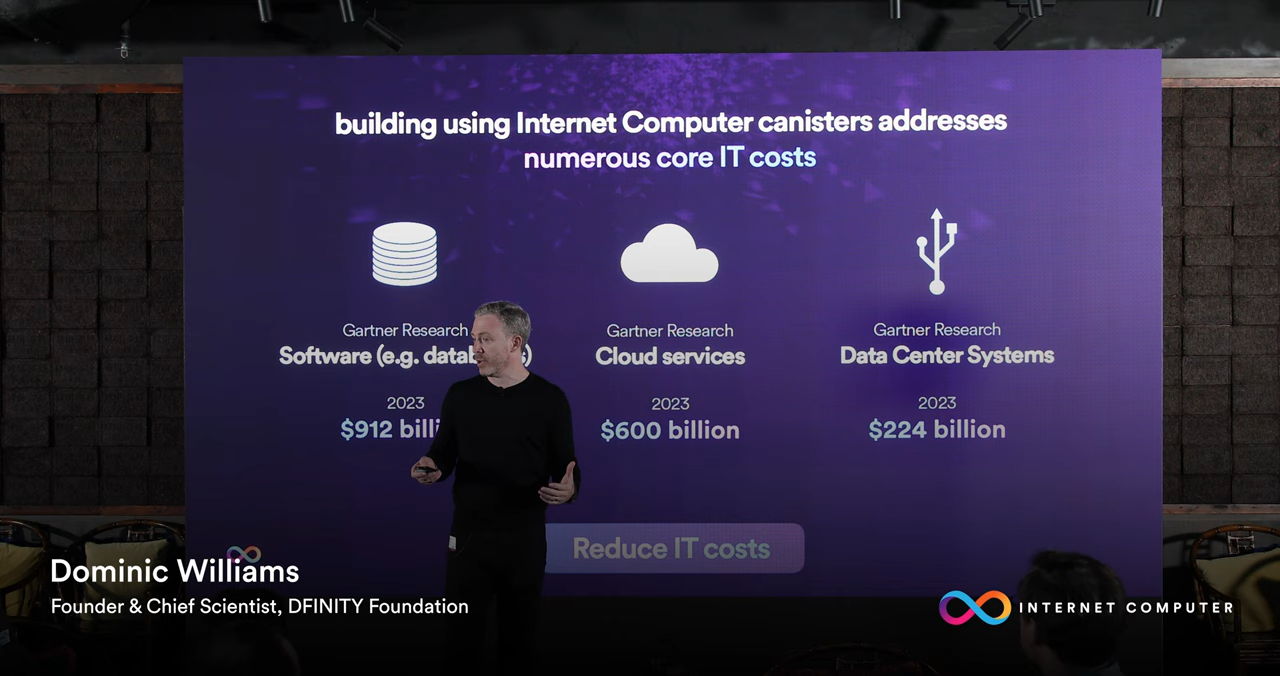 building using Internet Computer canisters addresses
numerous core IT costs
Gartner Research
Software (e.g.
2023
$912
Gartner Research
Cloud services
2023
$600 billion
Gartner Research
Data Center Systems
2023
$224 billion
Reduce IT costs
Dominic Williams
Founder & Chief Scientist, DFINITY Foundation
INTERNET COMPUTER